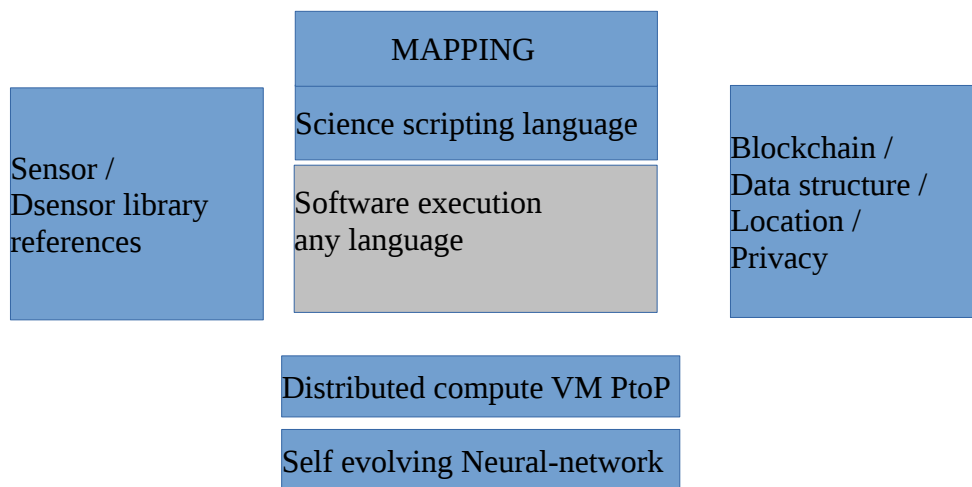 MAPPING
Science scripting language
Sensor /
Dsensor library
references
Software execution
any language
Blockchain /
Data structure /
Location /
Privacy
Distributed compute VM PtoP
Self evolving Neural-network